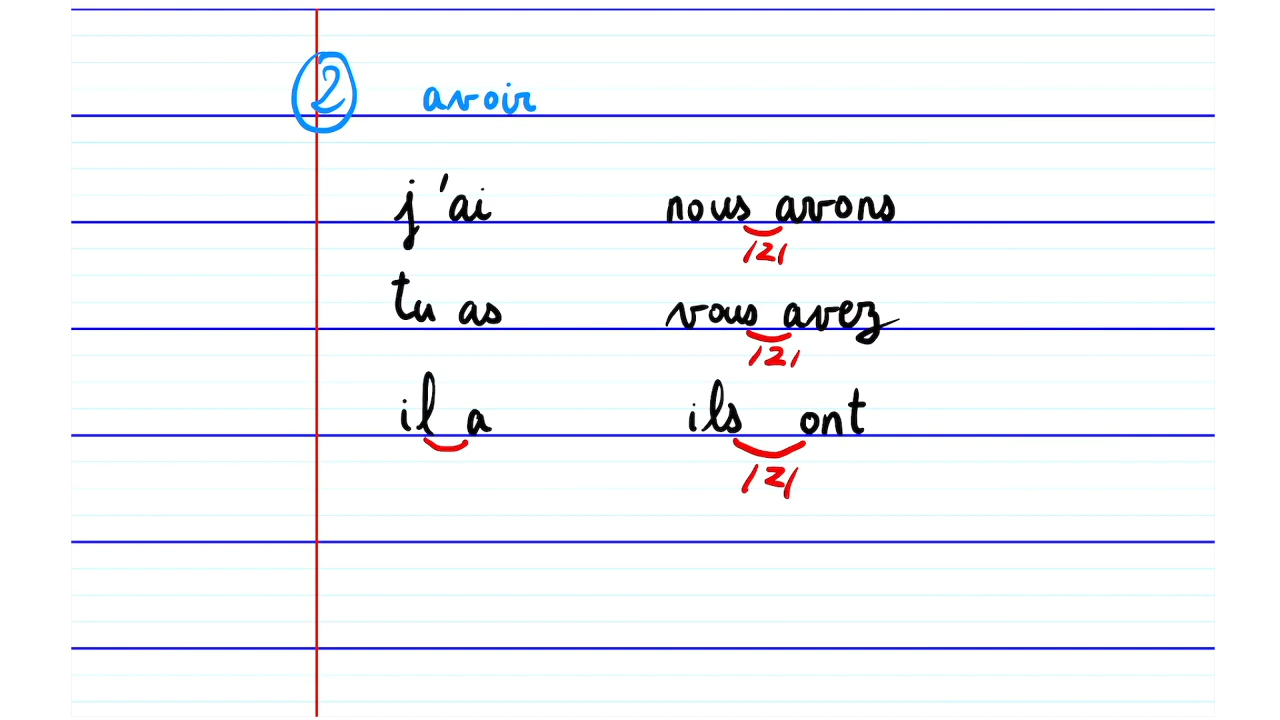 2 avoir
j'ai nous avons
/z/
tu as vous avez
/z/
il a ils ont
/z/